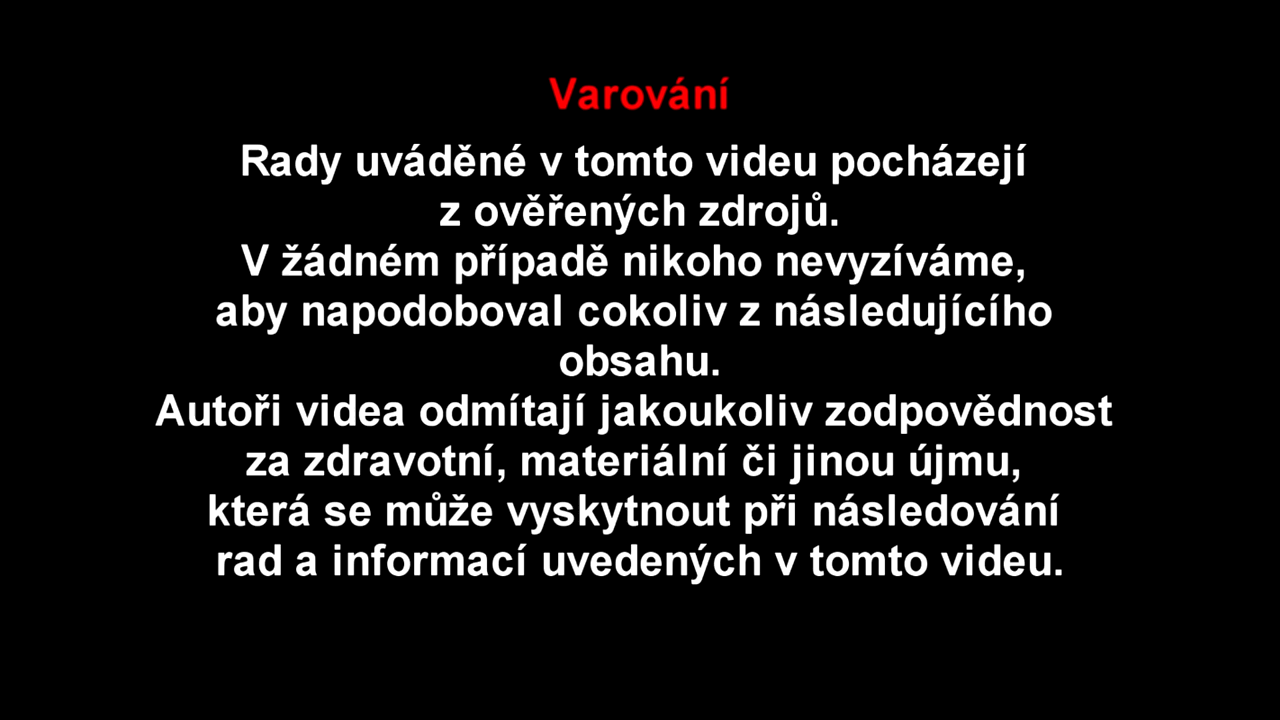 Varování
Rady uváděné v tomto videu pocházejí
z ověřených zdrojů.
V žádném případě nikoho nevyzíváme,
aby napodoboval cokoliv z následujícího
obsahu.
Autoři videa odmítají jakoukoliv zodpovědnost
za zdravotní, materiální či jinou újmu,
která se může vyskytnout při následování
rad a informací uvedených v tomto videu.